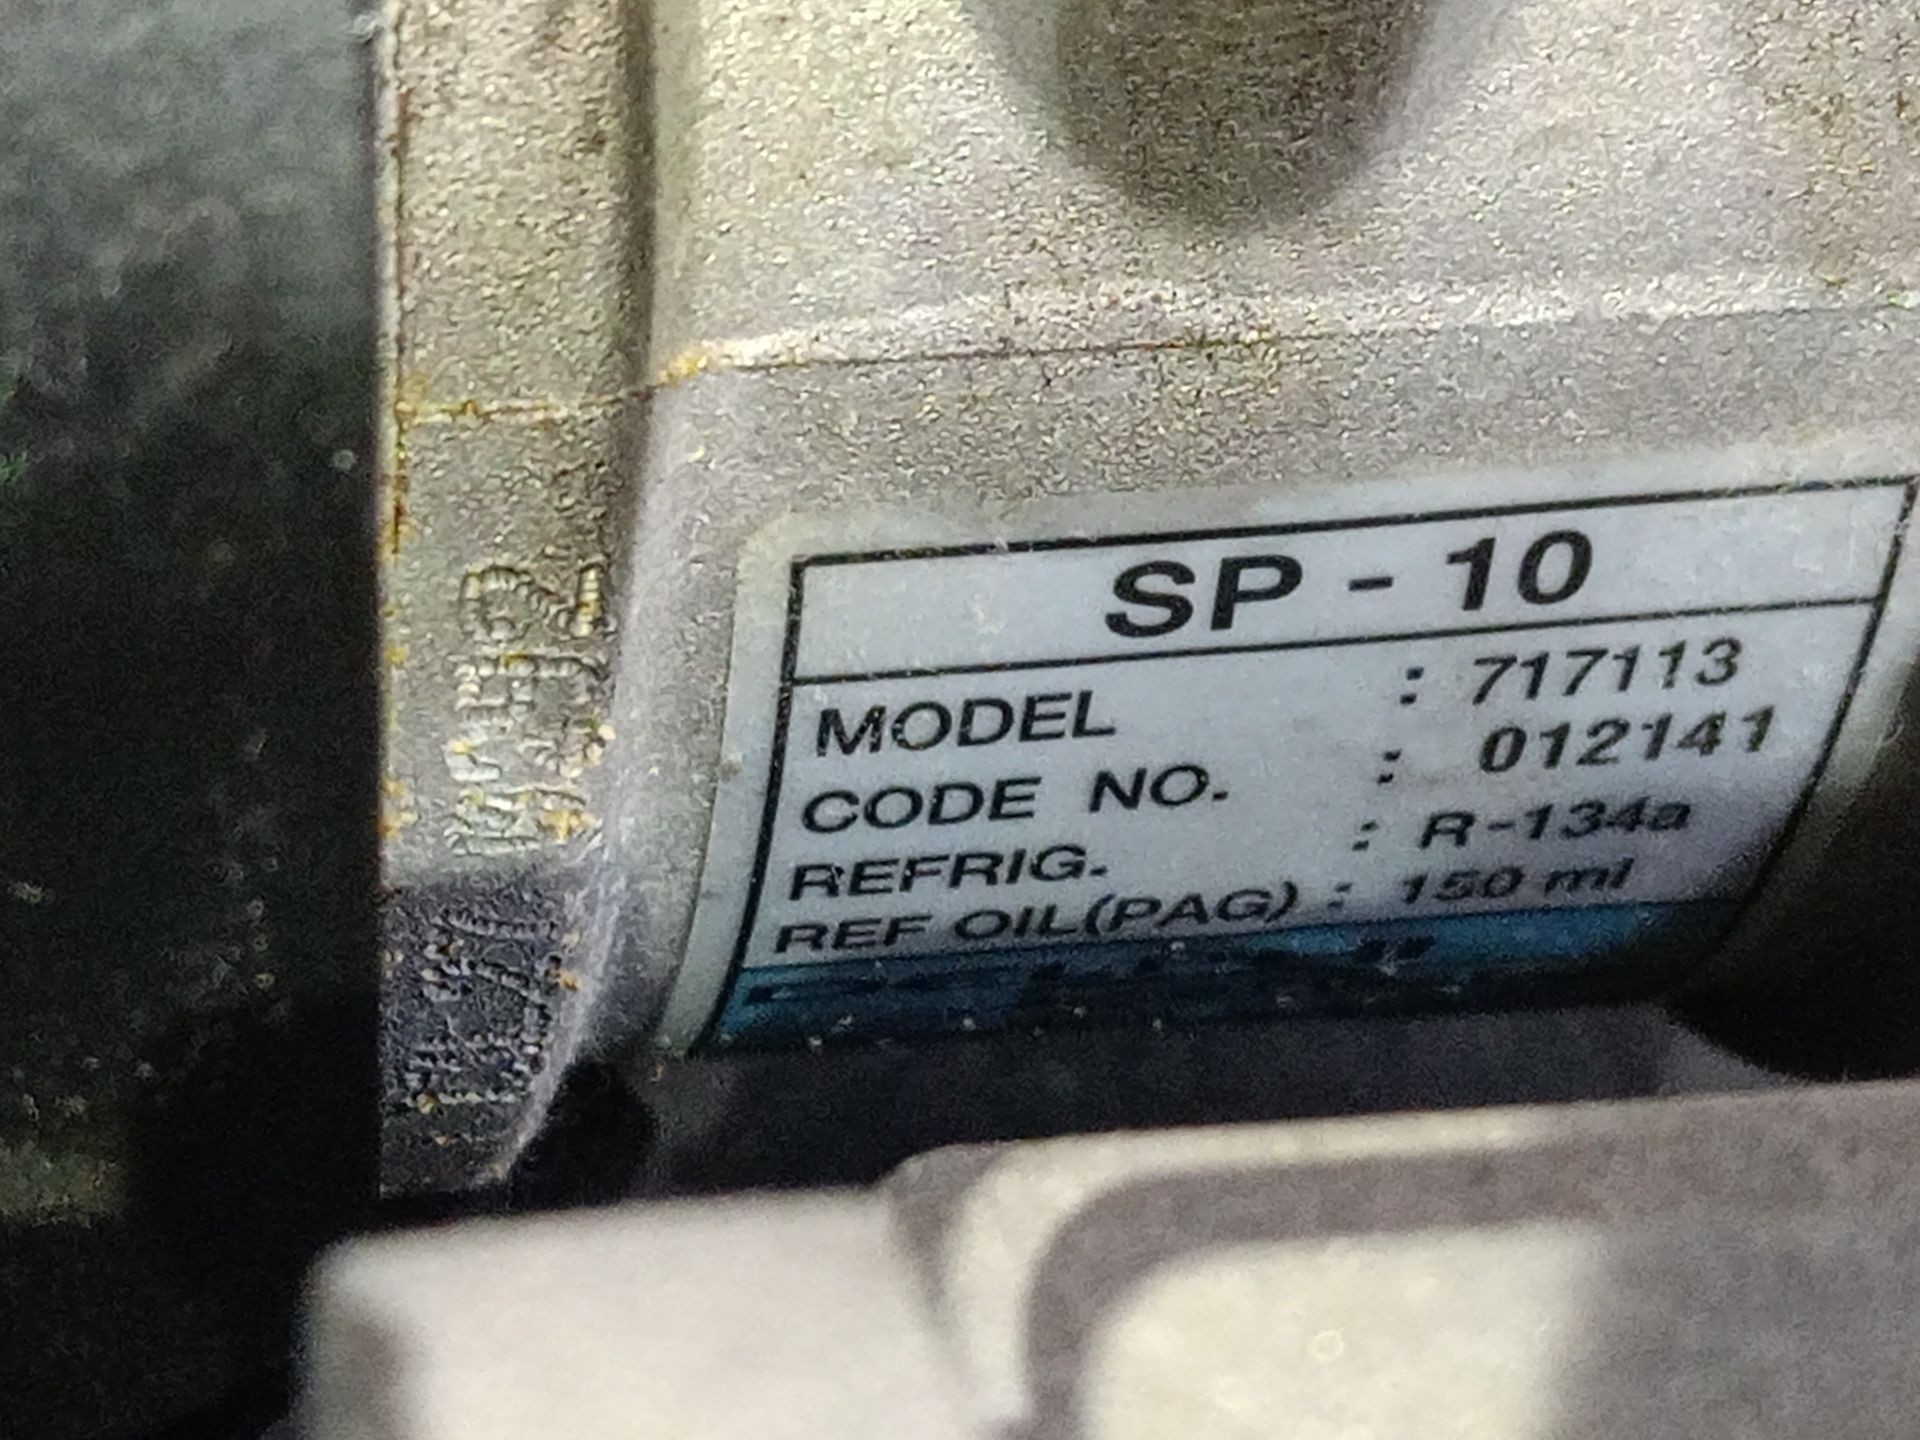 SP - 10
MODEL : 717113
CODE NO. : 012141
REFRIG. : R-134a
REF OIL(PAG) : 150 ml